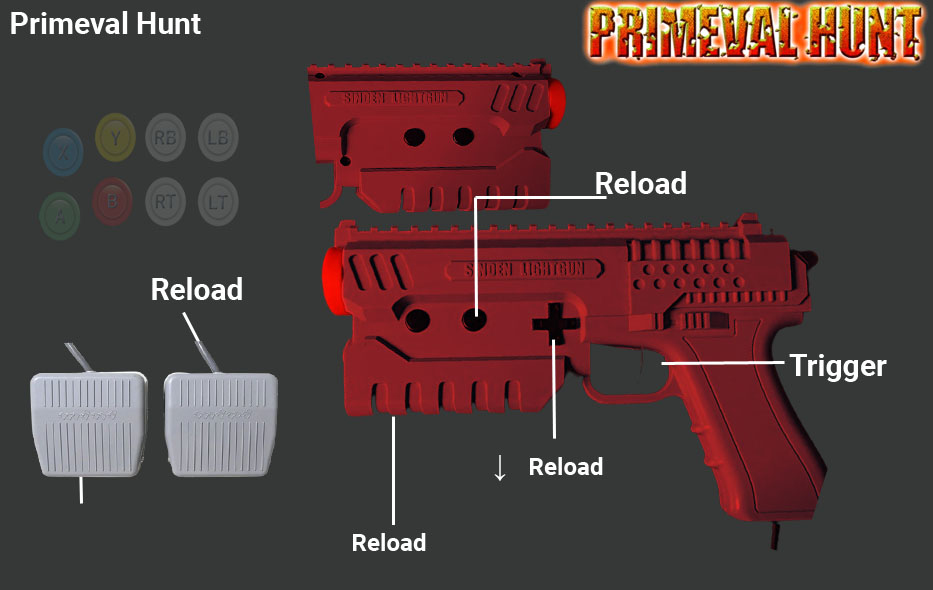 Primeval Hunt
PRIMEVAL HUNT
SINDEN LIGHTGUN
X
Y
RB
LB
A
B
RT
LT
Reload
SINDEN LIGHTGUN
Reload
Trigger
↓ Reload
Reload